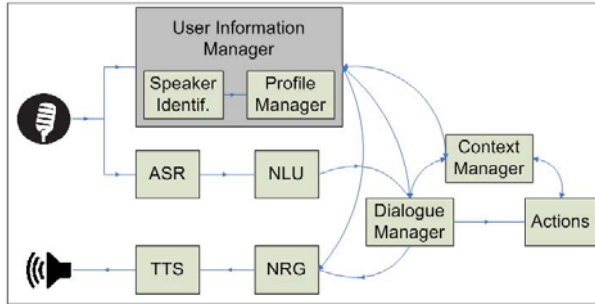 User Information
Manager
Speaker
Identif.
Profile
Manager
ASR
NLU
Context
Manager
Dialogue
Manager
Actions
TTS
NRG